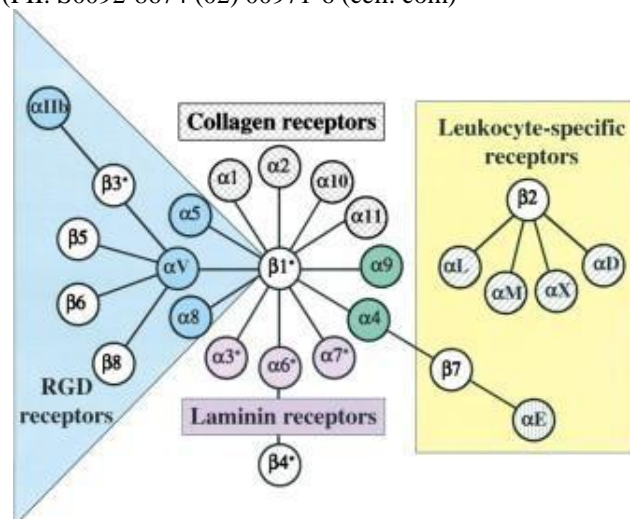 αIIb
Collagen receptors
Leukocyte-specific
receptors
β3*
α1
α2
α10
α11
β2
α5
β5
αV
β1*
α9
αL
αM
αX
αD
β6
α8
α4
β8
α3*
α6*
α7*
β7
RGD
receptors
Laminin receptors
αE
β4*